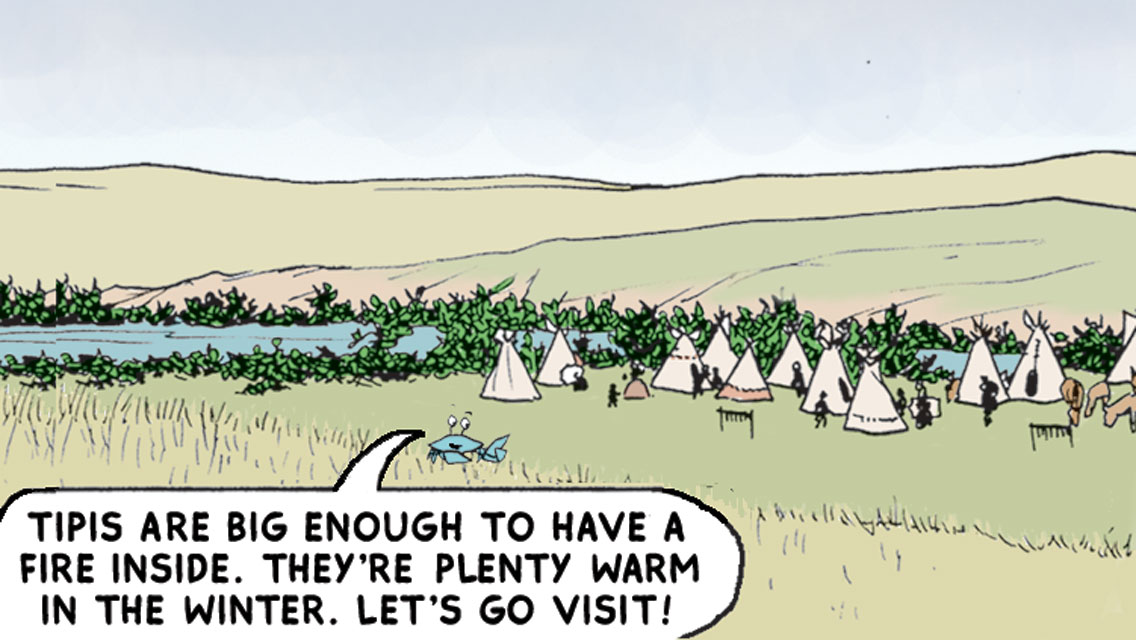 TIPIS ARE BIG ENOUGH TO HAVE A
FIRE INSIDE. THEY'RE PLENTY WARM
IN THE WINTER. LET'S GO VISIT!